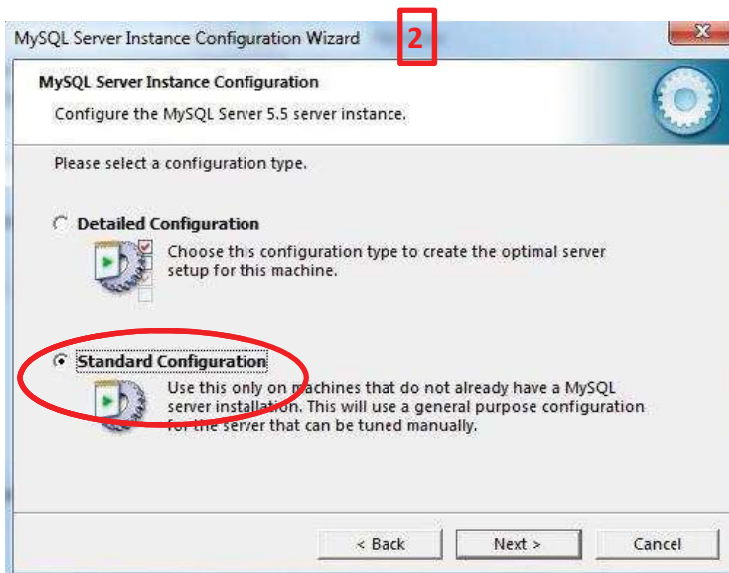 MySQL Server Instance Configuration Wizard
2
MySQL Server Instance Configuration
Configure the MySQL Server 5.5 server instance.
Please select a configuration type.
Detailed Configuration
Choose this configuration type to create the optimal server
setup for this machine.
Standard Configuration
Use this only on machines that do not already have a MySQL
server installation. This will use a general purpose configuration
for the server that can be tuned manually.
< Back
Next >
Cancel